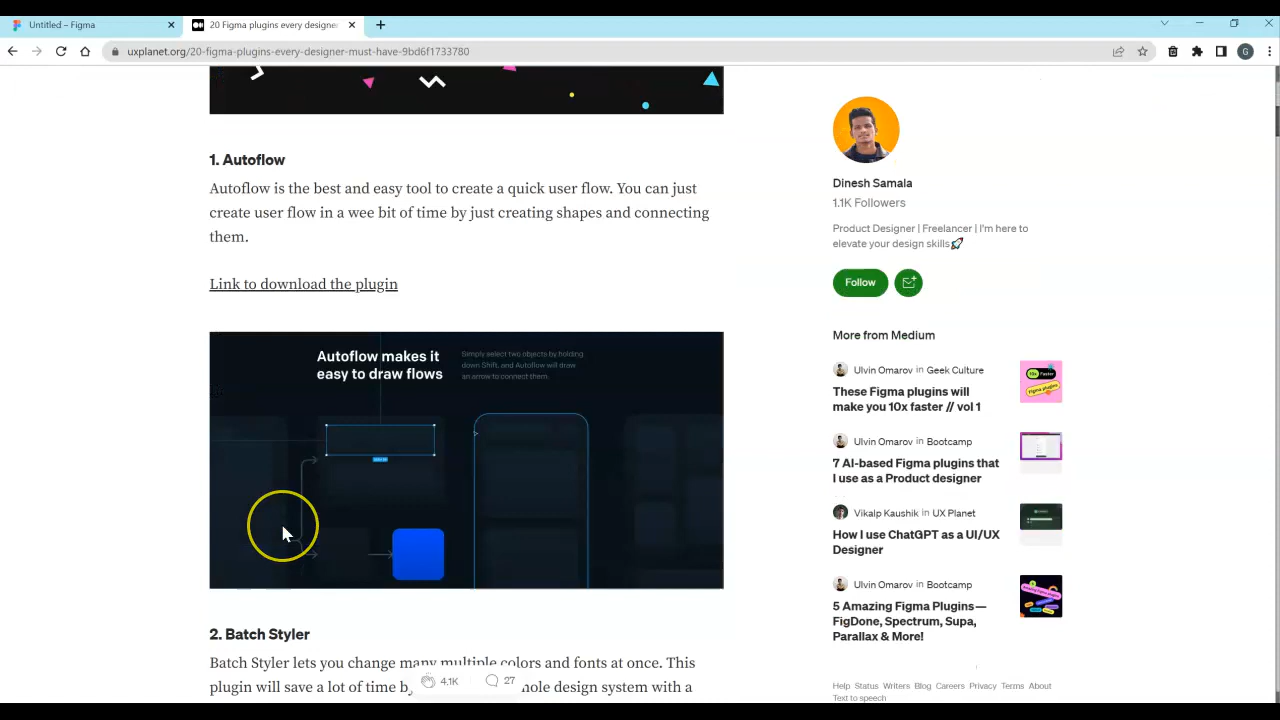 Untitled – Figma
20 Figma plugins every designe
uxplanet.org/20-figma-plugins-every-designer-must-have-9bd6f1733780
G
1. Autoflow
Autoflow is the best and easy tool to create a quick user flow. You can just
create user flow in a wee bit of time by just creating shapes and connecting
them.
Link to download the plugin
Autoflow makes it
easy to draw flows
Simply select two objects by holding
down Shift, and Autoflow will draw
an arrow to connect them.
2. Batch Styler
Batch Styler lets you change many multiple colors and fonts at once. This
plugin will save a lot of time by
hole design system with a
4.1K
27
Dinesh Samala
1.1K Followers
Product Designer | Freelancer | I'm here to
elevate your design skills🚀
Follow
More from Medium
Ulvin Omarov in Geek Culture
These Figma plugins will
make you 10x faster // vol 1
Ulvin Omarov in Bootcamp
7 AI-based Figma plugins that
I use as a Product designer
Vikalp Kaushik in UX Planet
How I use ChatGPT as a UI/UX
Designer
Ulvin Omarov in Bootcamp
5 Amazing Figma Plugins—
FigDone, Spectrum, Supa,
Parallax & More!
Help Status Writers Blog Careers Privacy Terms About
Text to speech